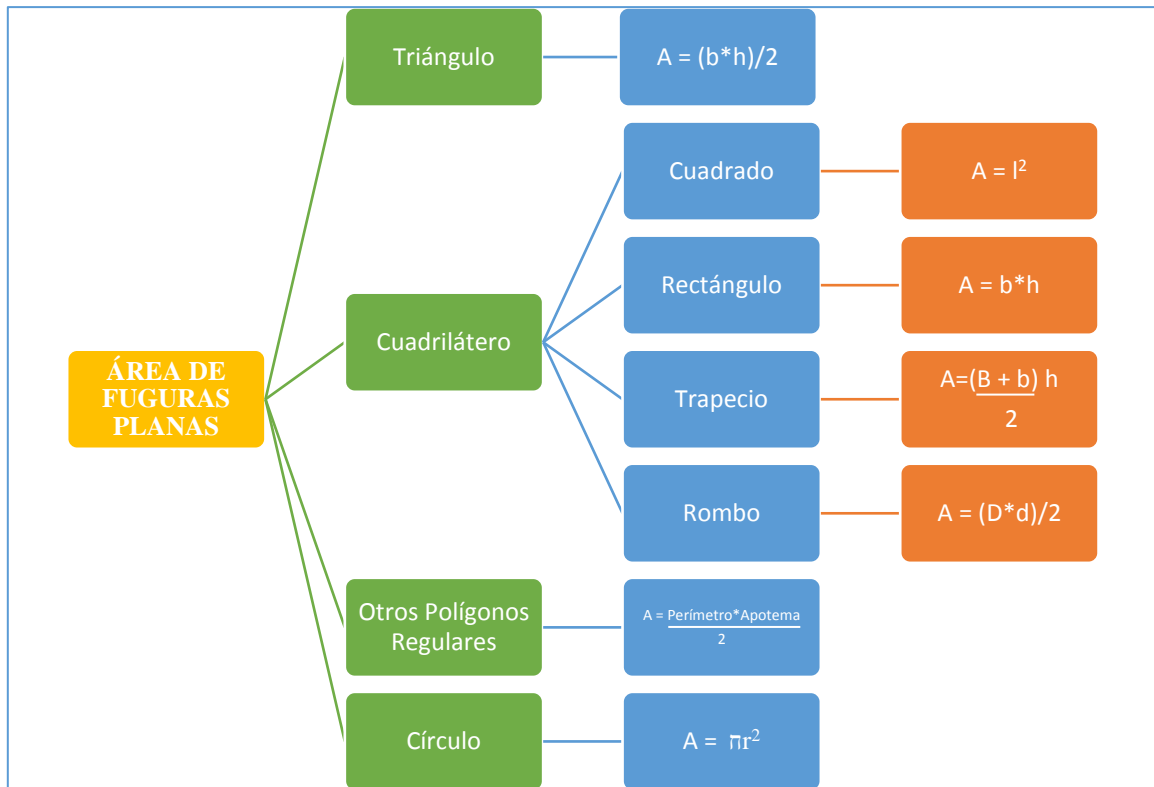 Triángulo
A = (b*h)/2
Cuadrado
A = l²
Rectángulo
A = b*h
Cuadrilátero
ÁREA DE
FUGURAS
PLANAS
Trapecio
A=(B + b) h
2
Rombo
A = (D*d)/2
Otros Polígonos
Regulares
A = Perímetro*Apotema
2
Círculo
A = πr²